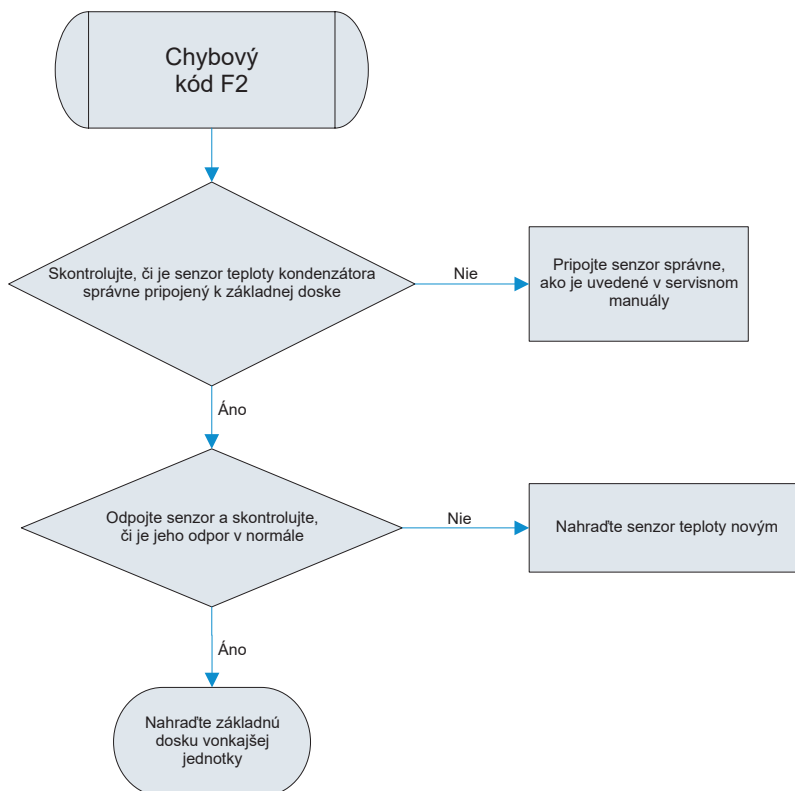 Chybový
kód F2
Skontrolujte, či je senzor teploty kondenzátora
správne pripojený k základnej doske
Nie
Pripojte senzor správne,
ako je uvedené v servisnom
manuály
Áno
Odpojte senzor a skontrolujte,
či je jeho odpor v normále
Nie
Nahraďte senzor teploty novým
Áno
Nahraďte základnú
dosku vonkajšej
jednotky